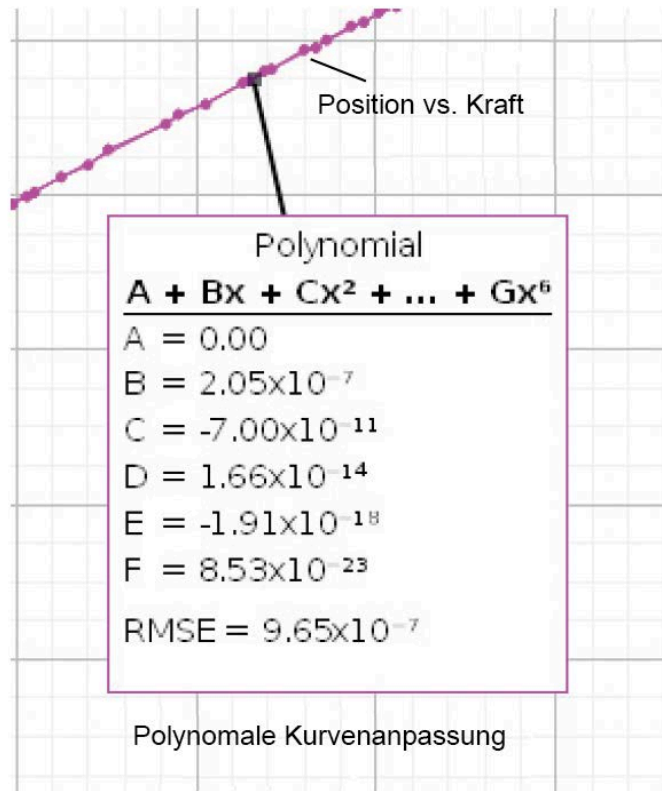 Position vs. Kraft
Polynomial
A + Bx + Cx² + ... + Gx⁶
A = 0.00
B = 2.05x10⁻⁷
C = -7.00x10⁻¹¹
D = 1.66x10⁻¹⁴
E = -1.91x10⁻¹⁸
F = 8.53x10⁻²³
RMSE = 9.65x10⁻⁷
Polynomale Kurvenanpassung